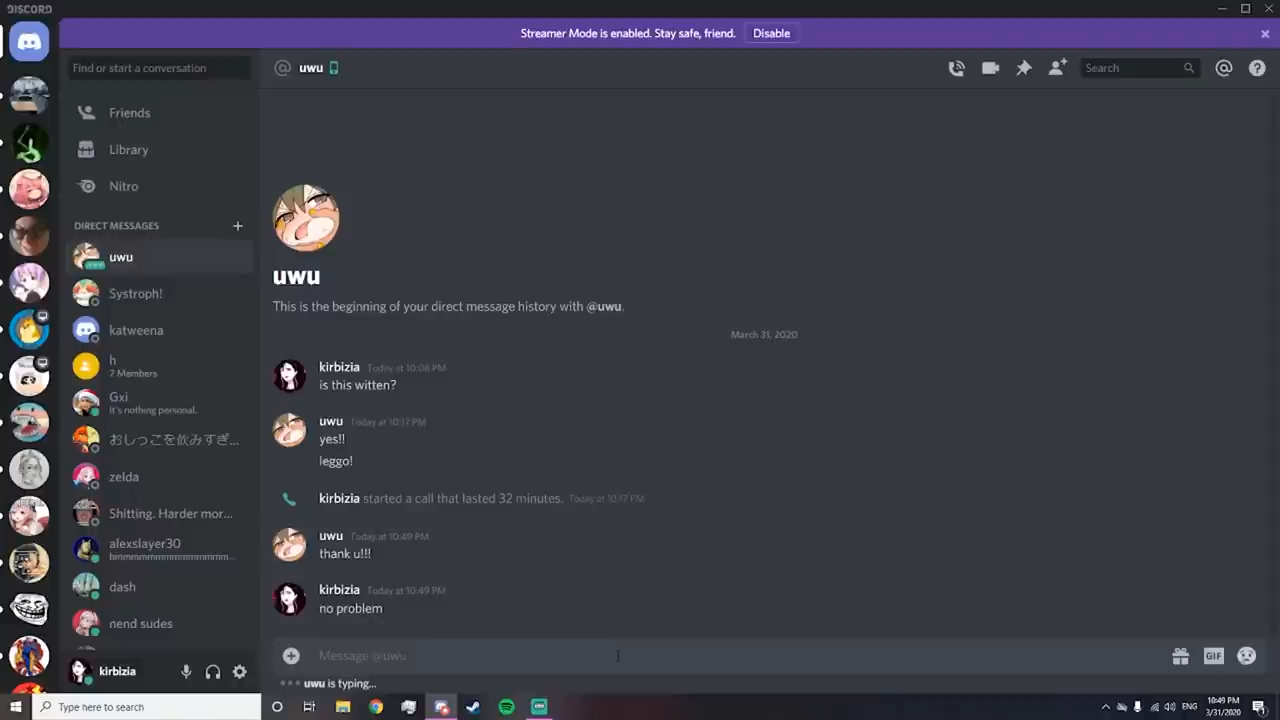 DISCORD
Streamer Mode is enabled. Stay safe, friend.
Disable
Find or start a conversation
@ uwu
Search
Friends
Library
Nitro
DIRECT MESSAGES
uwu
Systroph!
katweena
h
7 Members
Gxi
It's nothing personal.
おしっこを飲みすぎ...
zelda
Shitting. Harder mor...
alexslayer30
dash
nend sudes
kirbizia
uwu
This is the beginning of your direct message history with @uwu.
March 31, 2020
kirbizia Today at 10:08 PM
is this witten?
uwu Today at 10:17 PM
yes!!
leggo!
kirbizia started a call that lasted 32 minutes. Today at 10:17 PM
uwu Today at 10:49 PM
thank u!!!
kirbizia Today at 10:49 PM
no problem
Message @uwu
GIF
uwu is typing...
Type here to search
ENG
10:49 PM
3/31/2020